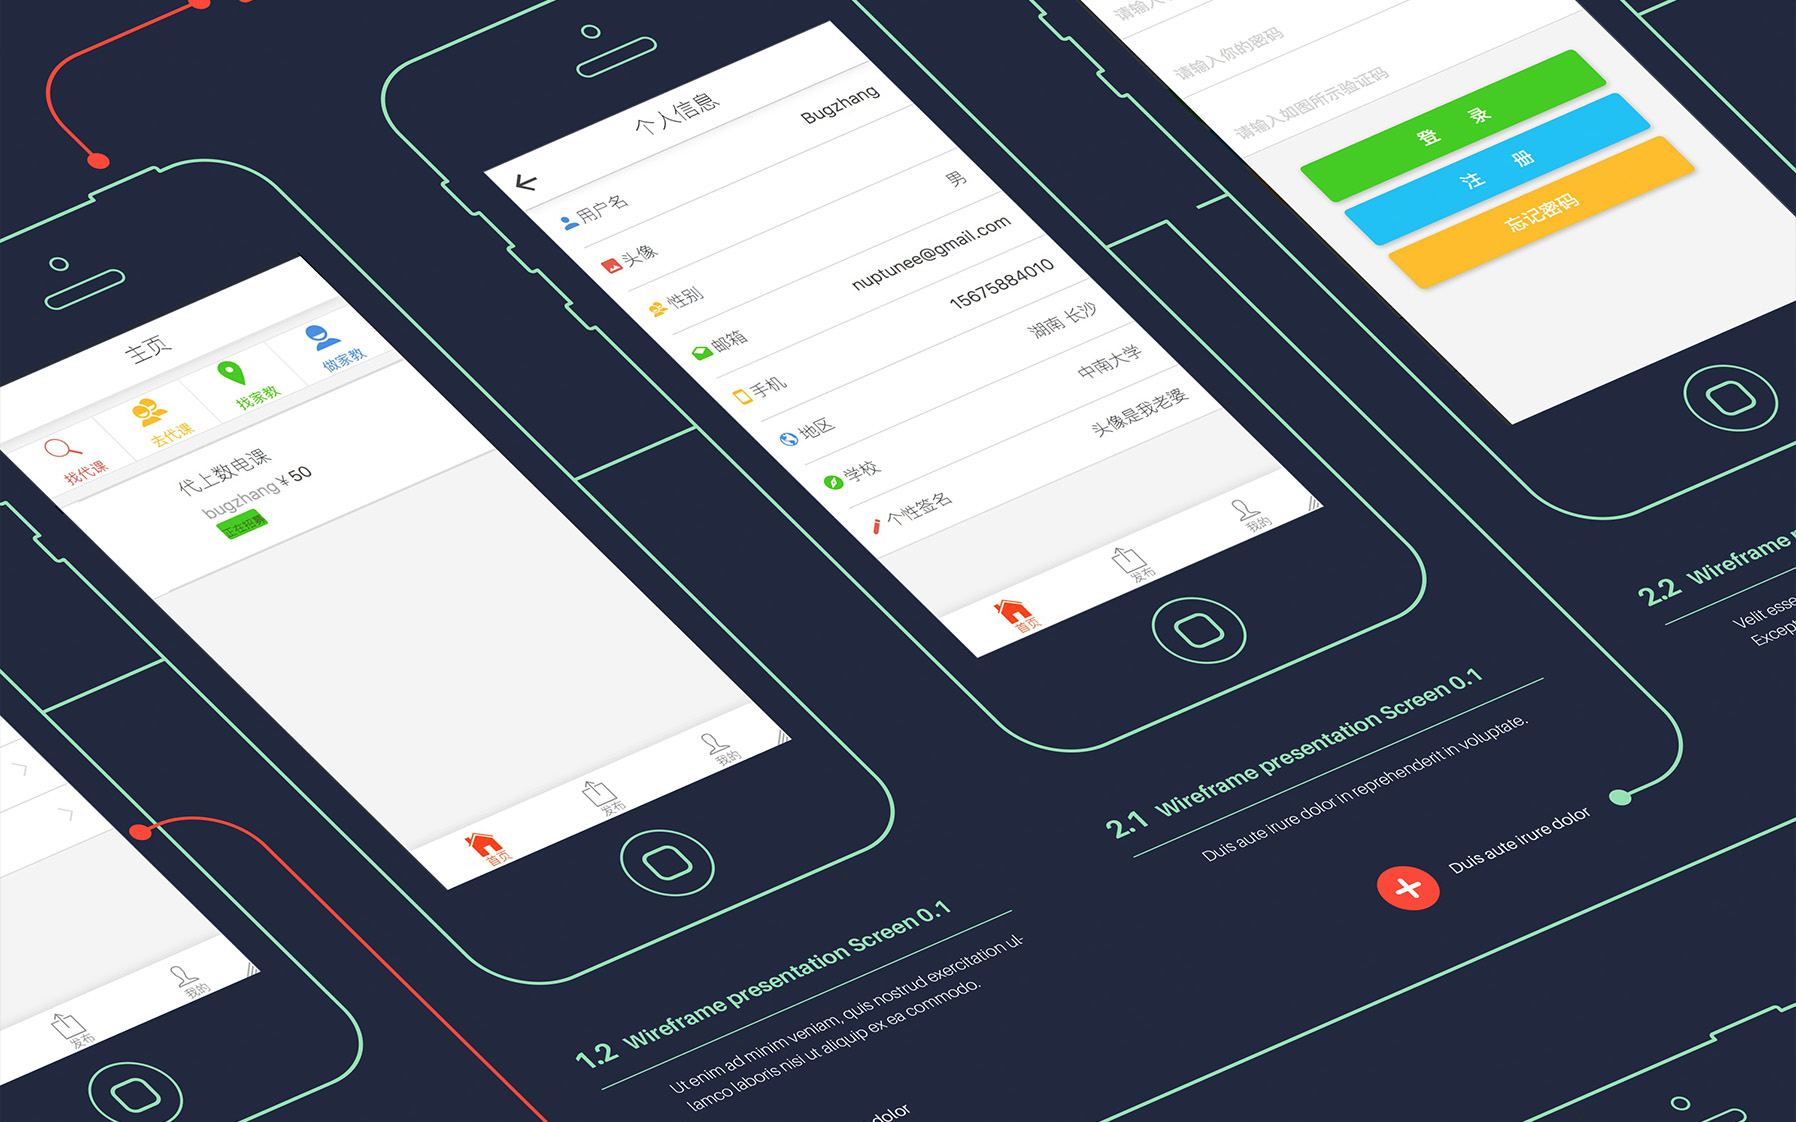 主页
找代课
去代课
找家教
做家教
代上数电课
bugzhang ¥ 50
正在招募
首页
发布
我的
个人信息
用户名 Bugzhang
头像
性别 男
邮箱 nuptunee@gmail.com
手机 15675884010
地区 湖南 长沙
学校 中南大学
个性签名 头像是我老婆
首页
发布
我的
请输入你的密码
请输入如图所示验证码
登 录
注 册
忘记密码
发布
我的
1.2 Wireframe presentation Screen 0.1
Ut enim ad minim veniam, quis nostrud exercitation ul-
lamco laboris nisi ut aliquip ex ea commodo.
dolor
2.1 Wireframe presentation Screen 0.1
Duis aute irure dolor in reprehenderit in voluptate.
Duis aute irure dolor
2.2 Wireframe
Velit esse
Except